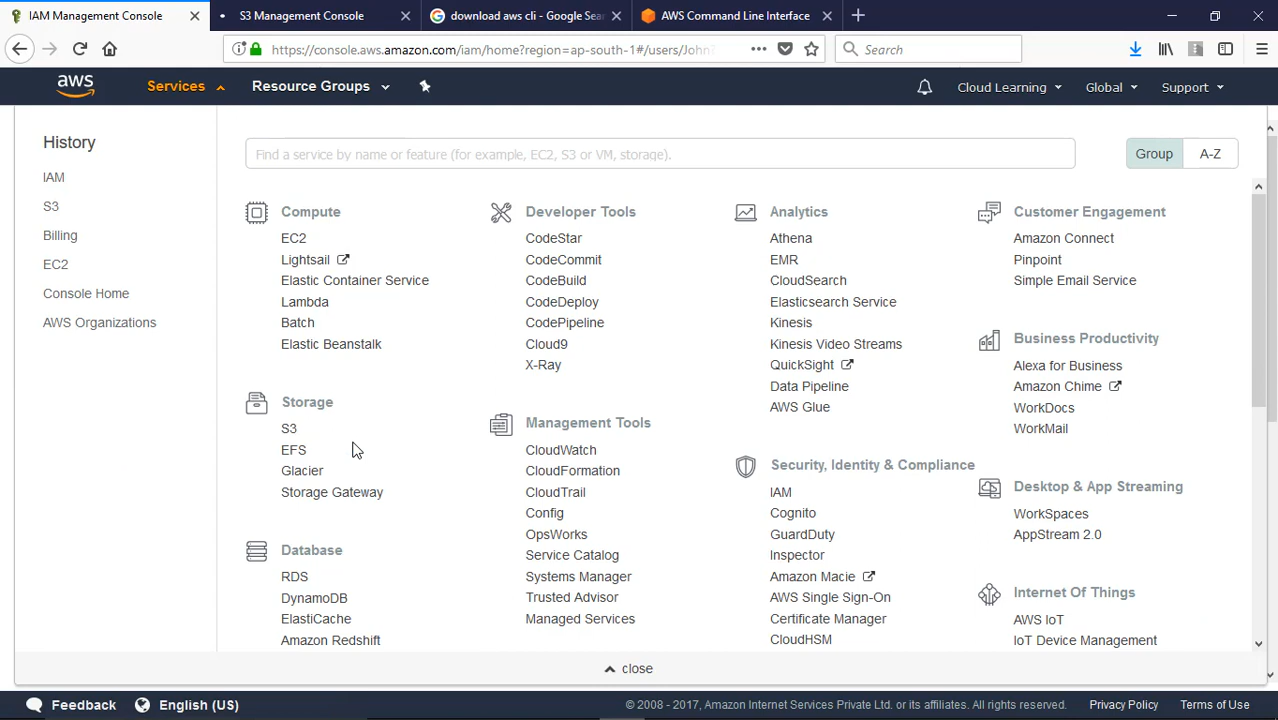 IAM Management Console
S3 Management Console
download aws cli - Google Sea
AWS Command Line Interface
https://console.aws.amazon.com/iam/home?region=ap-south-1#/users/John
Search
aws
Services
Resource Groups
Cloud Learning
Global
Support
History
IAM
S3
Billing
EC2
Console Home
AWS Organizations
Find a service by name or feature (for example, EC2, S3 or VM, storage).
Group
A-Z
Compute
EC2
Lightsail
Elastic Container Service
Lambda
Batch
Elastic Beanstalk
Storage
S3
EFS
Glacier
Storage Gateway
Database
RDS
DynamoDB
ElastiCache
Amazon Redshift
Developer Tools
CodeStar
CodeCommit
CodeBuild
CodeDeploy
CodePipeline
Cloud9
X-Ray
Management Tools
CloudWatch
CloudFormation
CloudTrail
Config
OpsWorks
Service Catalog
Systems Manager
Trusted Advisor
Managed Services
Analytics
Athena
EMR
CloudSearch
Elasticsearch Service
Kinesis
Kinesis Video Streams
QuickSight
Data Pipeline
AWS Glue
Security, Identity & Compliance
IAM
Cognito
GuardDuty
Inspector
Amazon Macie
AWS Single Sign-On
Certificate Manager
CloudHSM
Customer Engagement
Amazon Connect
Pinpoint
Simple Email Service
Business Productivity
Alexa for Business
Amazon Chime
WorkDocs
WorkMail
Desktop & App Streaming
WorkSpaces
AppStream 2.0
Internet Of Things
AWS IoT
IoT Device Management
close
Feedback
English (US)
© 2008 - 2017, Amazon Internet Services Private Ltd. or its affiliates. All rights reserved.
Privacy Policy
Terms of Use